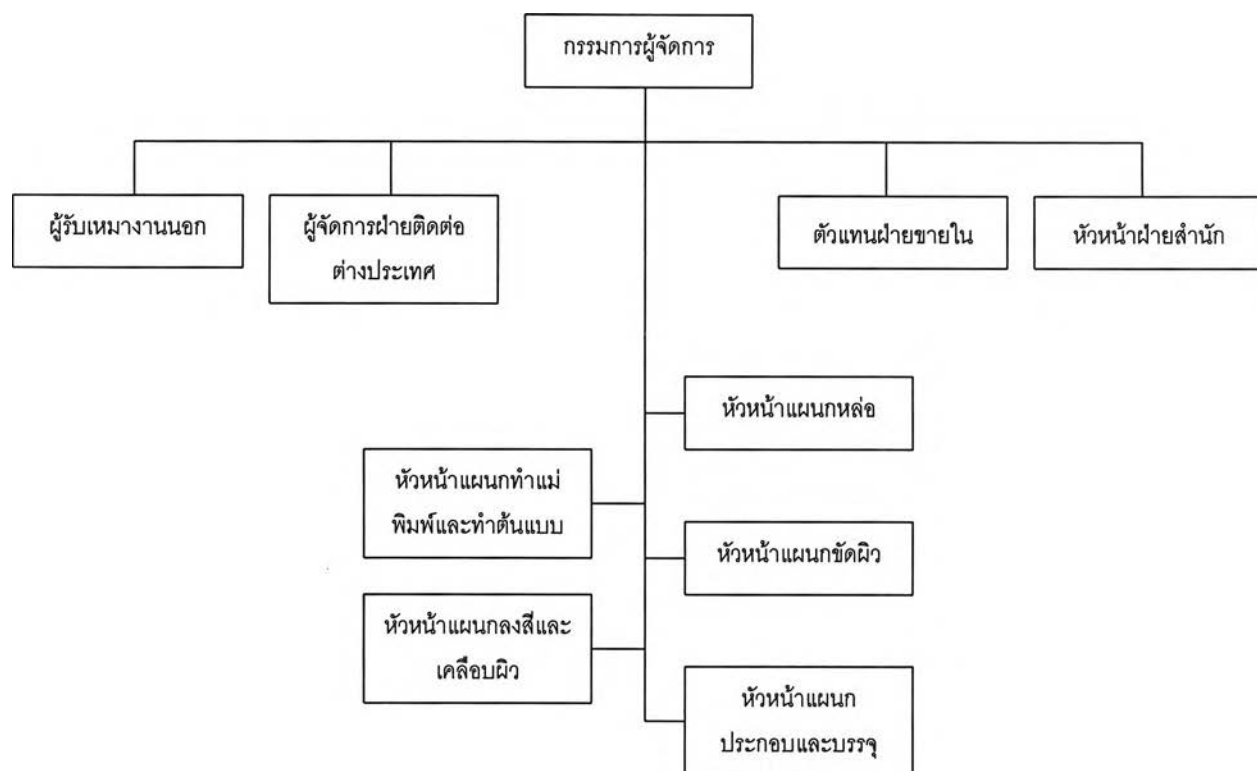 กรรมการผู้จัดการ
ผู้รับเหมางานนอก
ผู้จัดการฝ่ายติดต่อ
ต่างประเทศ
ตัวแทนฝ่ายขายใน
หัวหน้าฝ่ายสำนัก
หัวหน้าแผนกหล่อ
หัวหน้าแผนกทำแม่
พิมพ์และทำต้นแบบ
หัวหน้าแผนกขัดผิว
หัวหน้าแผนกลงสีและ
เคลือบผิว
หัวหน้าแผนก
ประกอบและบรรจุ